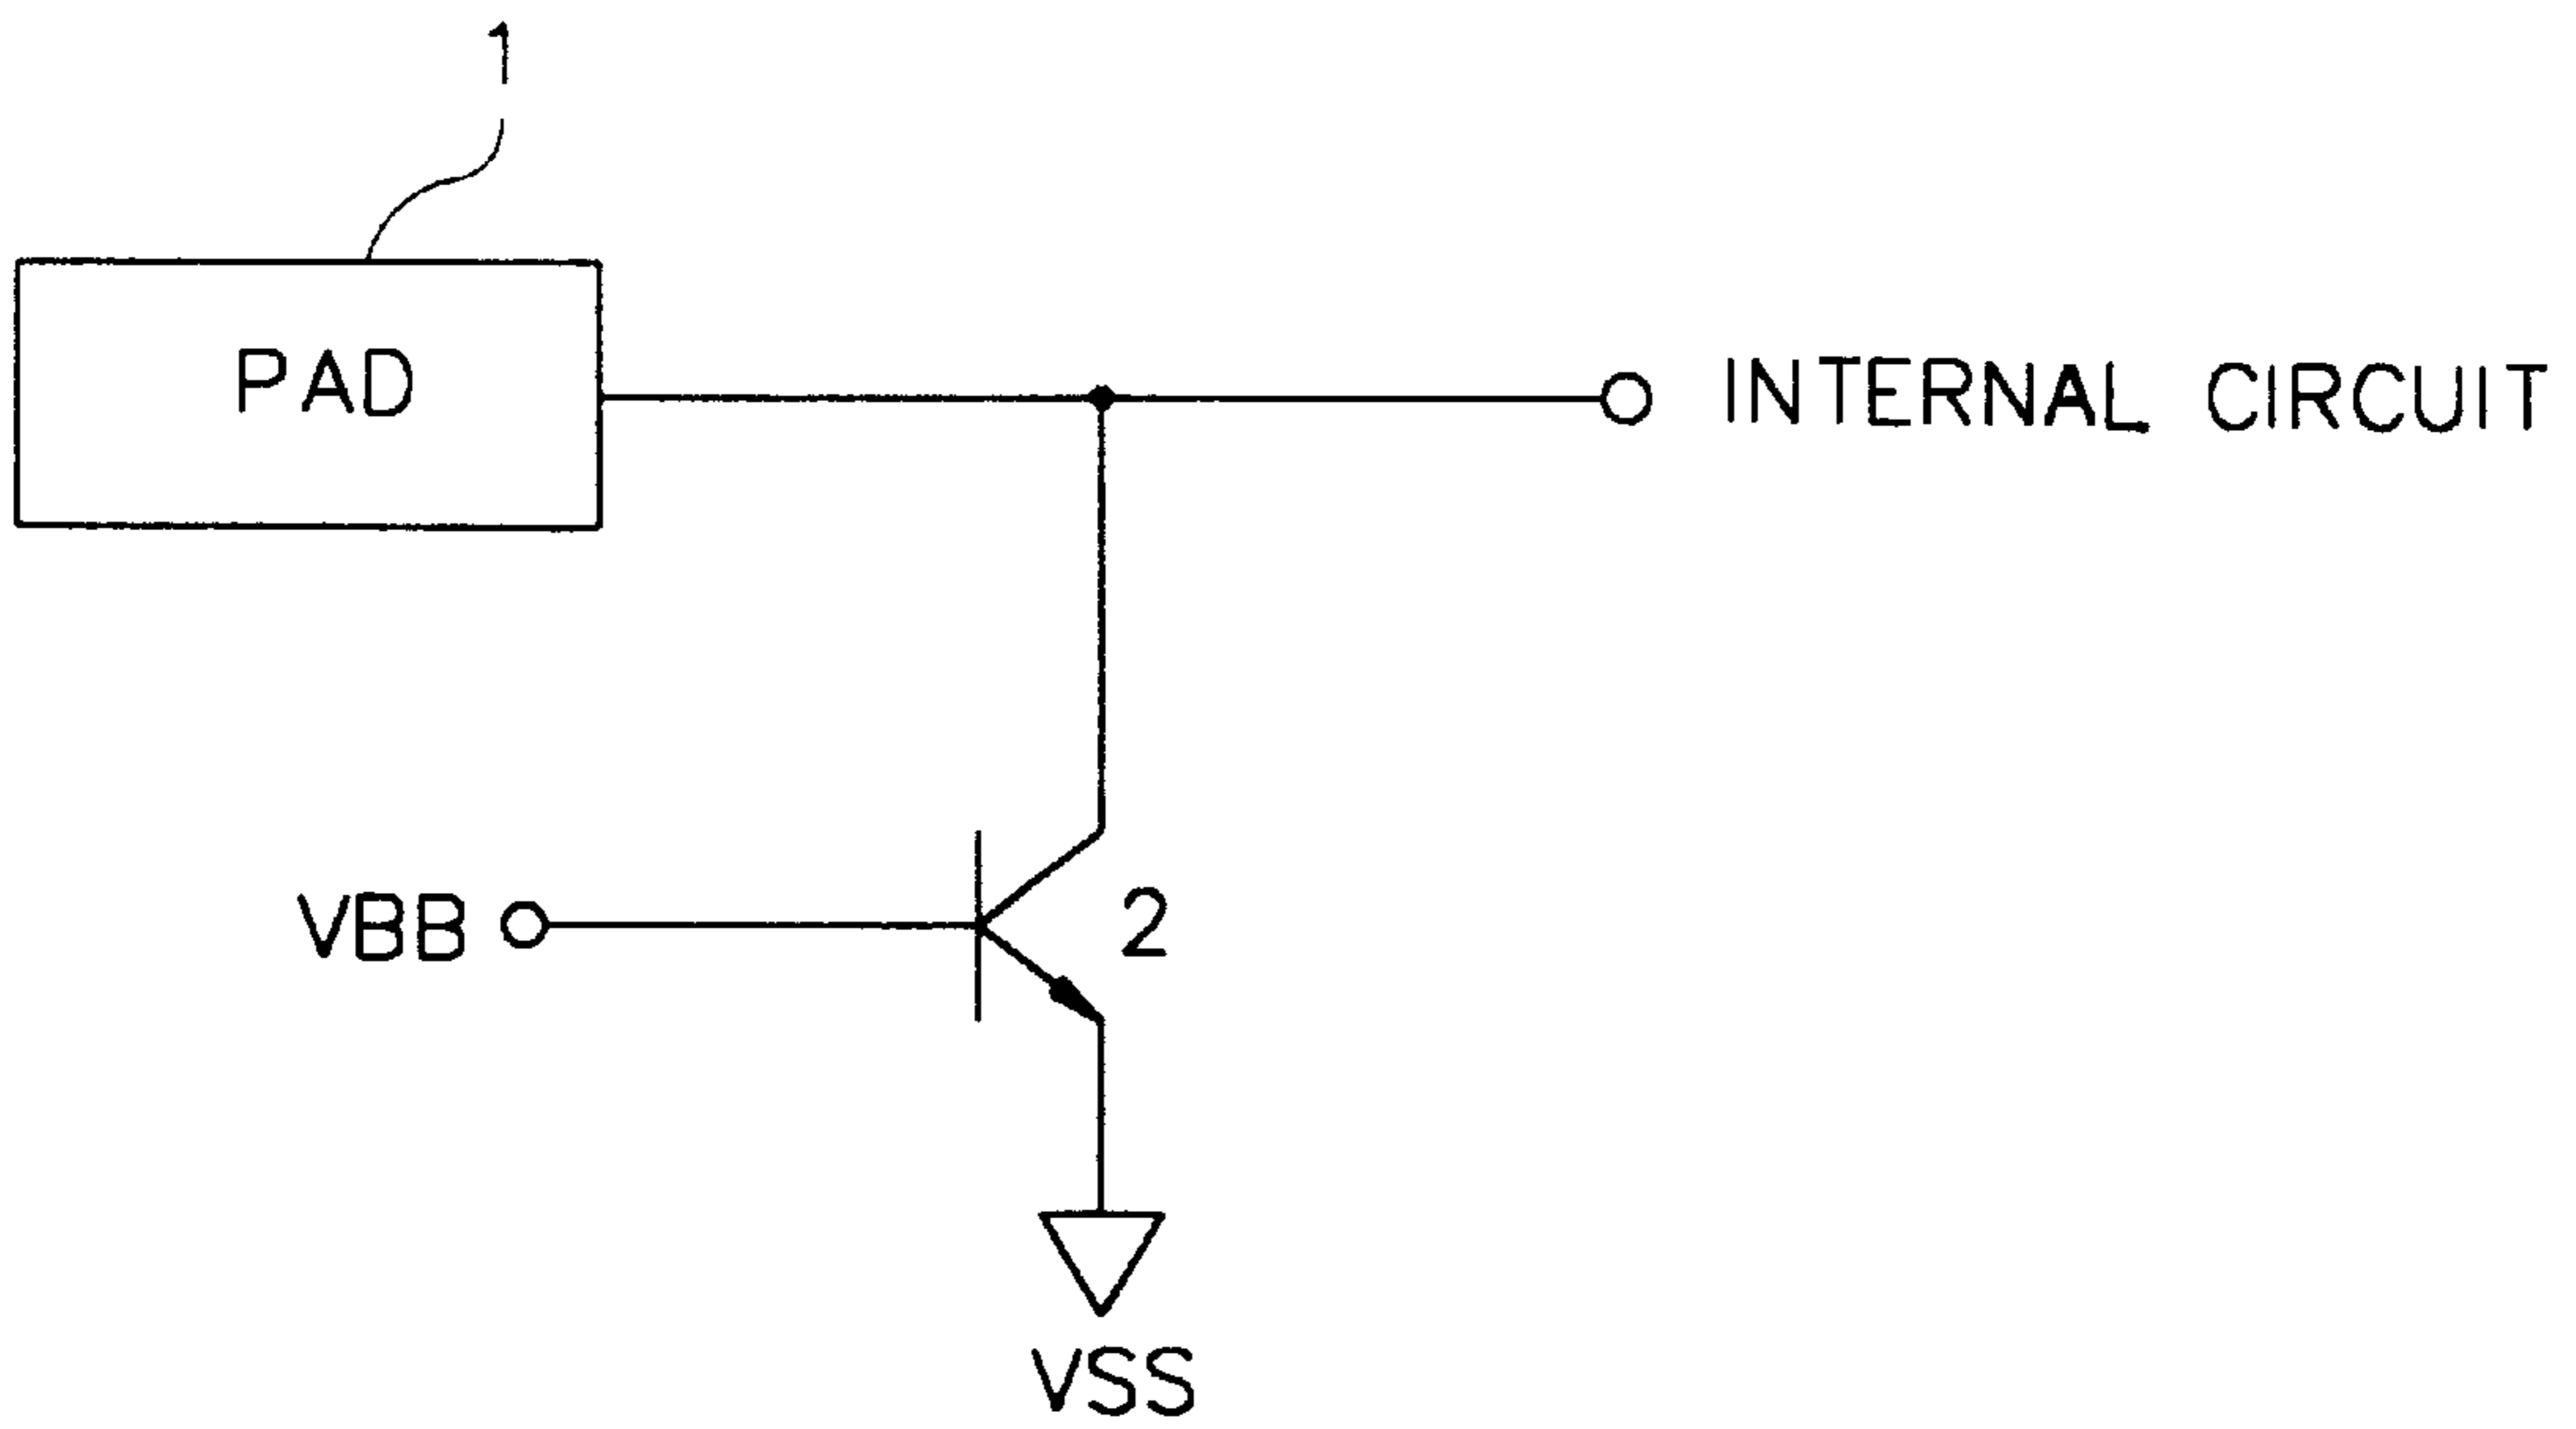 1
PAD
INTERNAL CIRCUIT
VBB
2
VSS